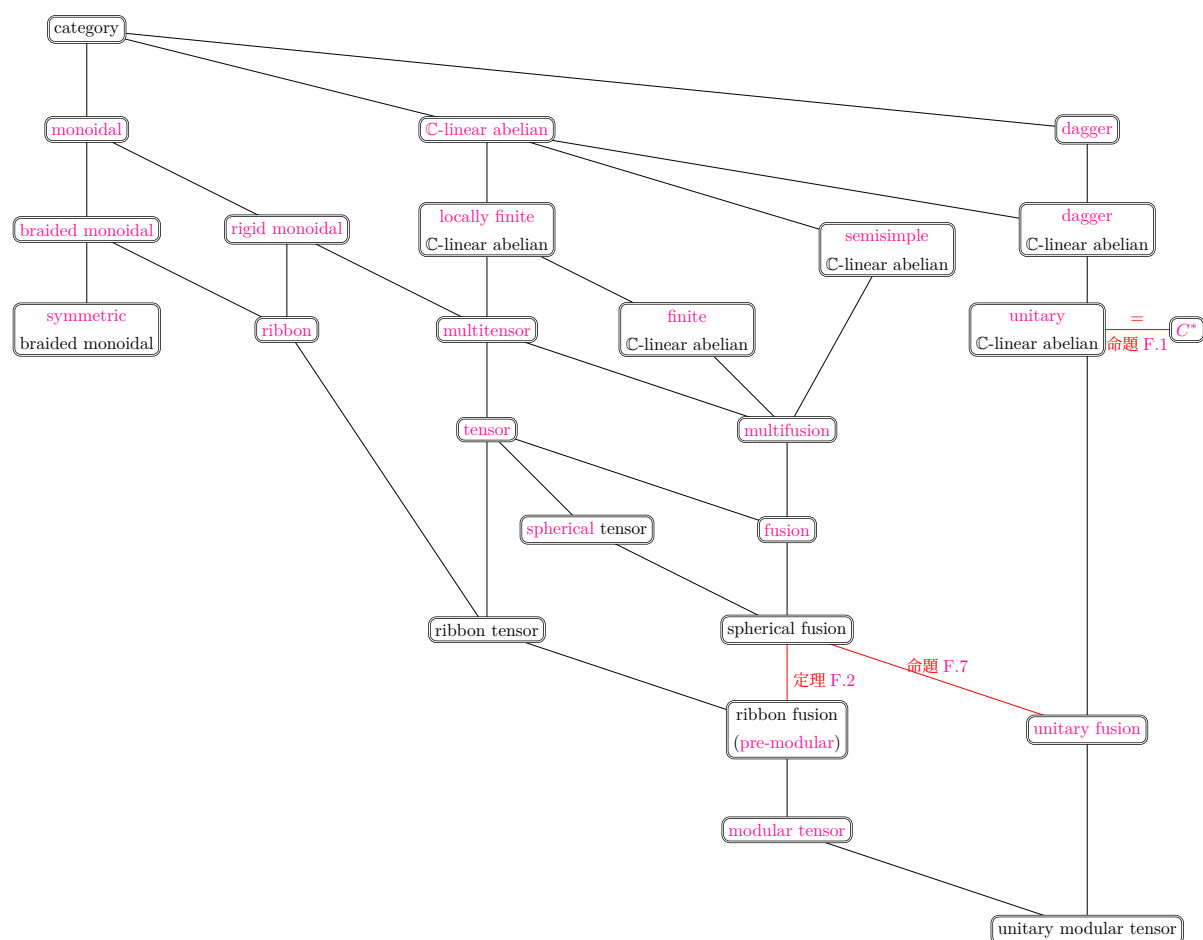 category
monoidal
ℂ-linear abelian
dagger
braided monoidal
rigid monoidal
locally finite
ℂ-linear abelian
semisimple
ℂ-linear abelian
dagger
ℂ-linear abelian
symmetric
braided monoidal
ribbon
multitensor
finite
ℂ-linear abelian
unitary
ℂ-linear abelian
=
命題 F.1
C*
tensor
multifusion
spherical tensor
fusion
ribbon tensor
spherical fusion
定理 F.2
命題 F.7
ribbon fusion
(pre-modular)
unitary fusion
modular tensor
unitary modular tensor